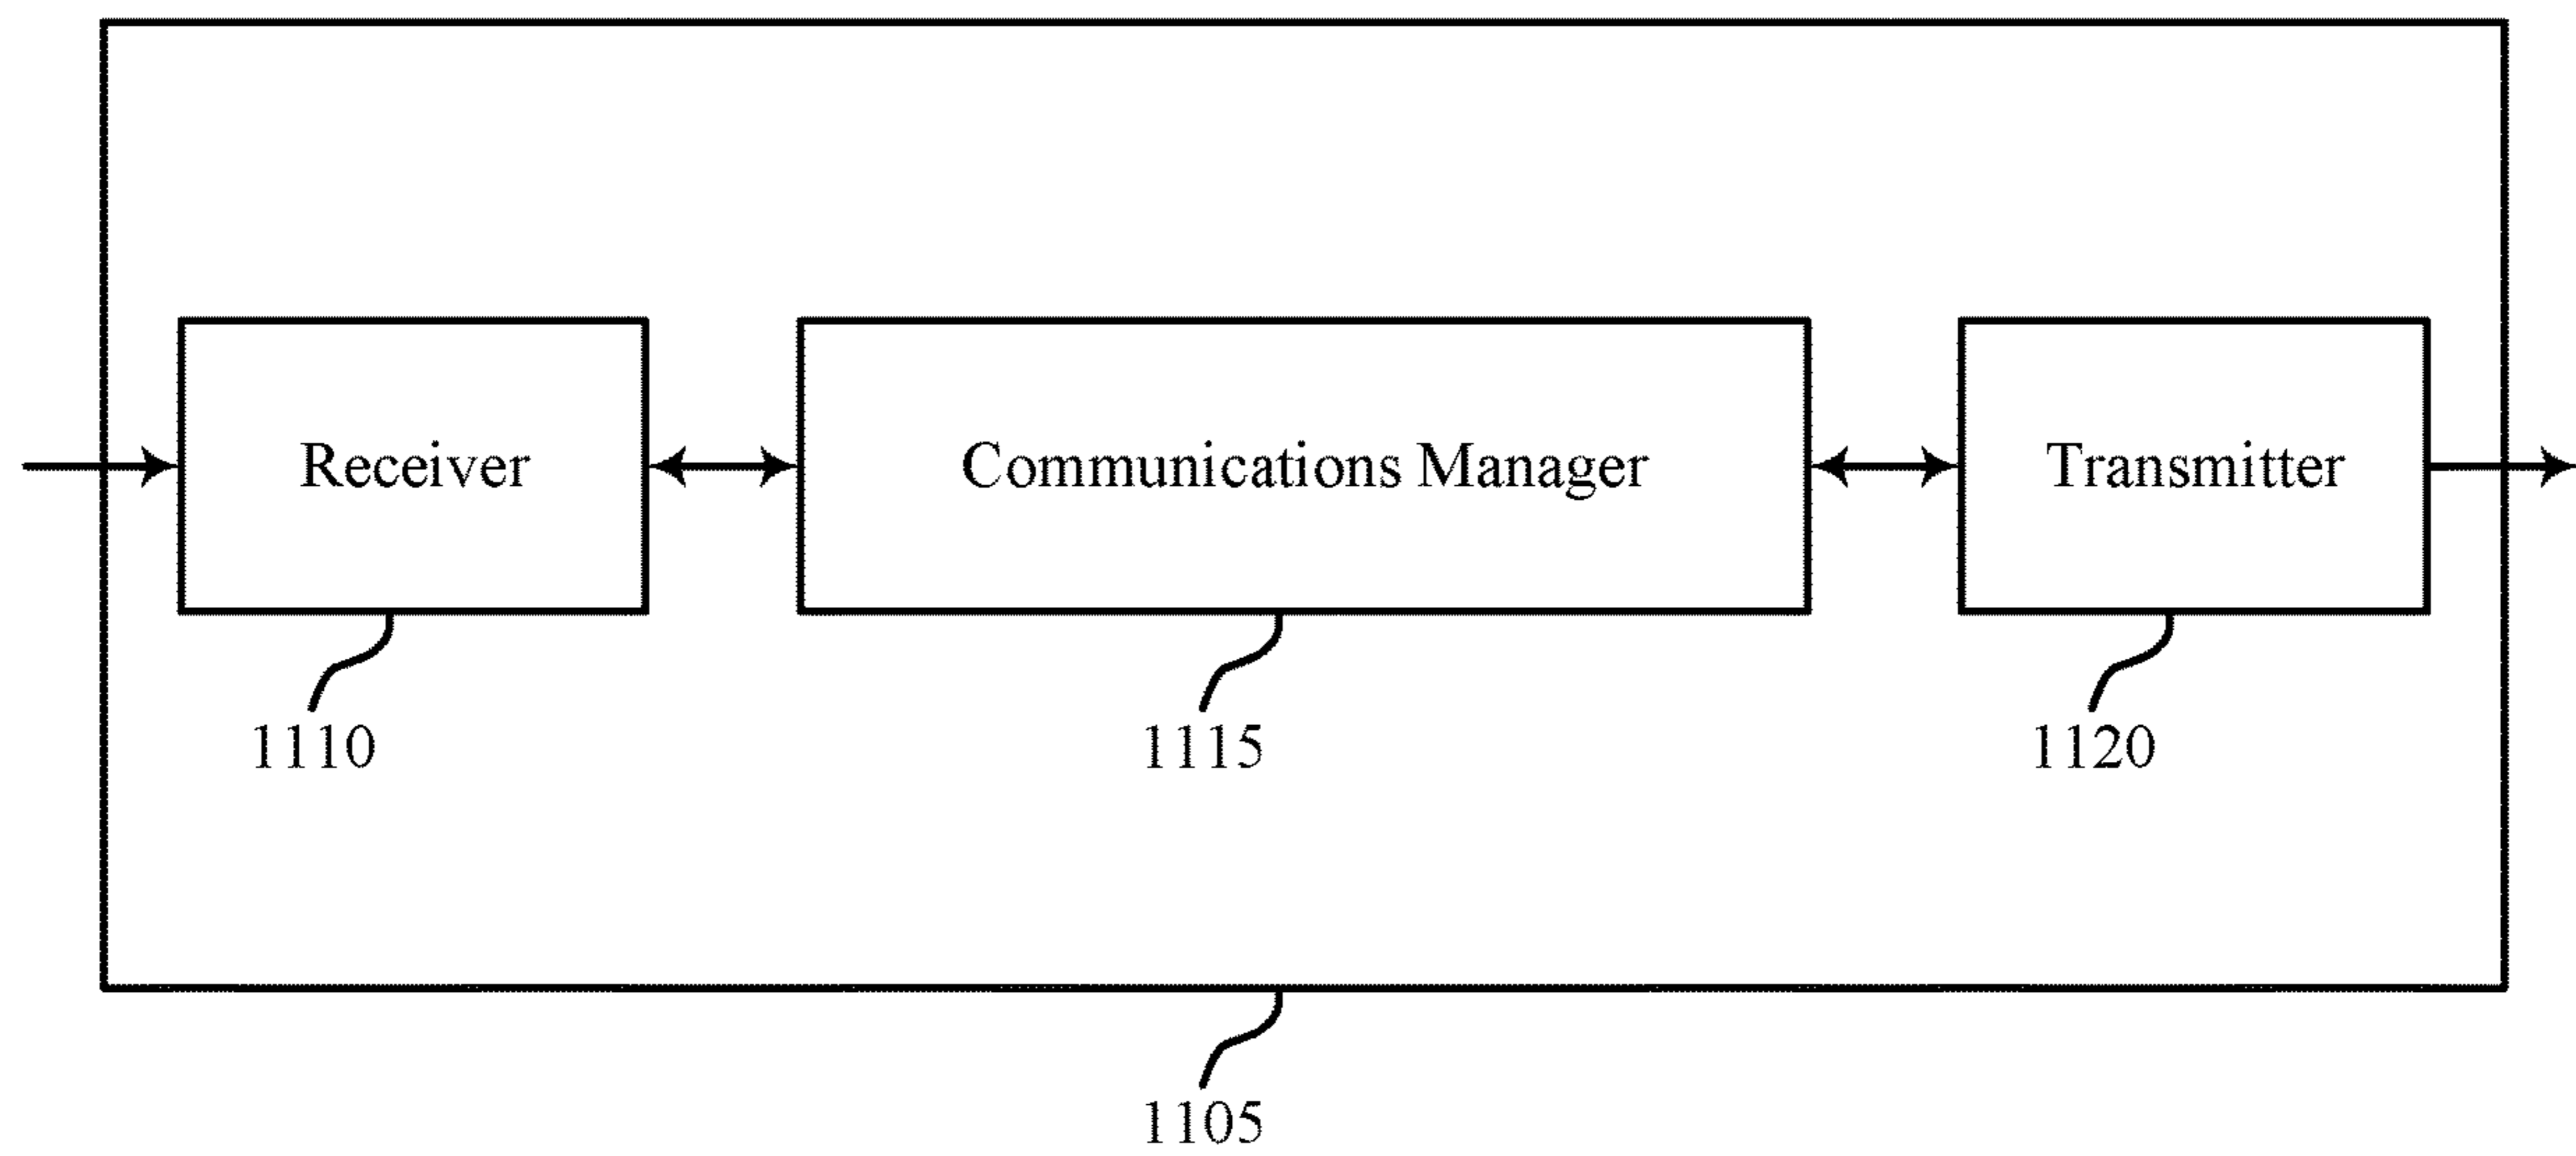 Receiver
Communications Manager
Transmitter
1110
1115
1120
1105